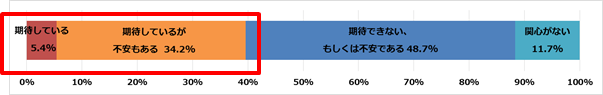 期待している
5.4%
期待しているが
不安もある 34.2%
期待できない、
もしくは不安である 48.7%
関心がない
11.7%
0% 10% 20% 30% 40% 50% 60% 70% 80% 90% 100%